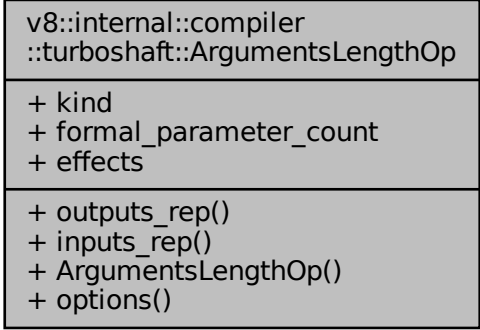 v8::internal::compiler
::turboshaft::ArgumentsLengthOp
+ kind
+ formal_parameter_count
+ effects
+ outputs_rep()
+ inputs_rep()
+ ArgumentsLengthOp()
+ options()